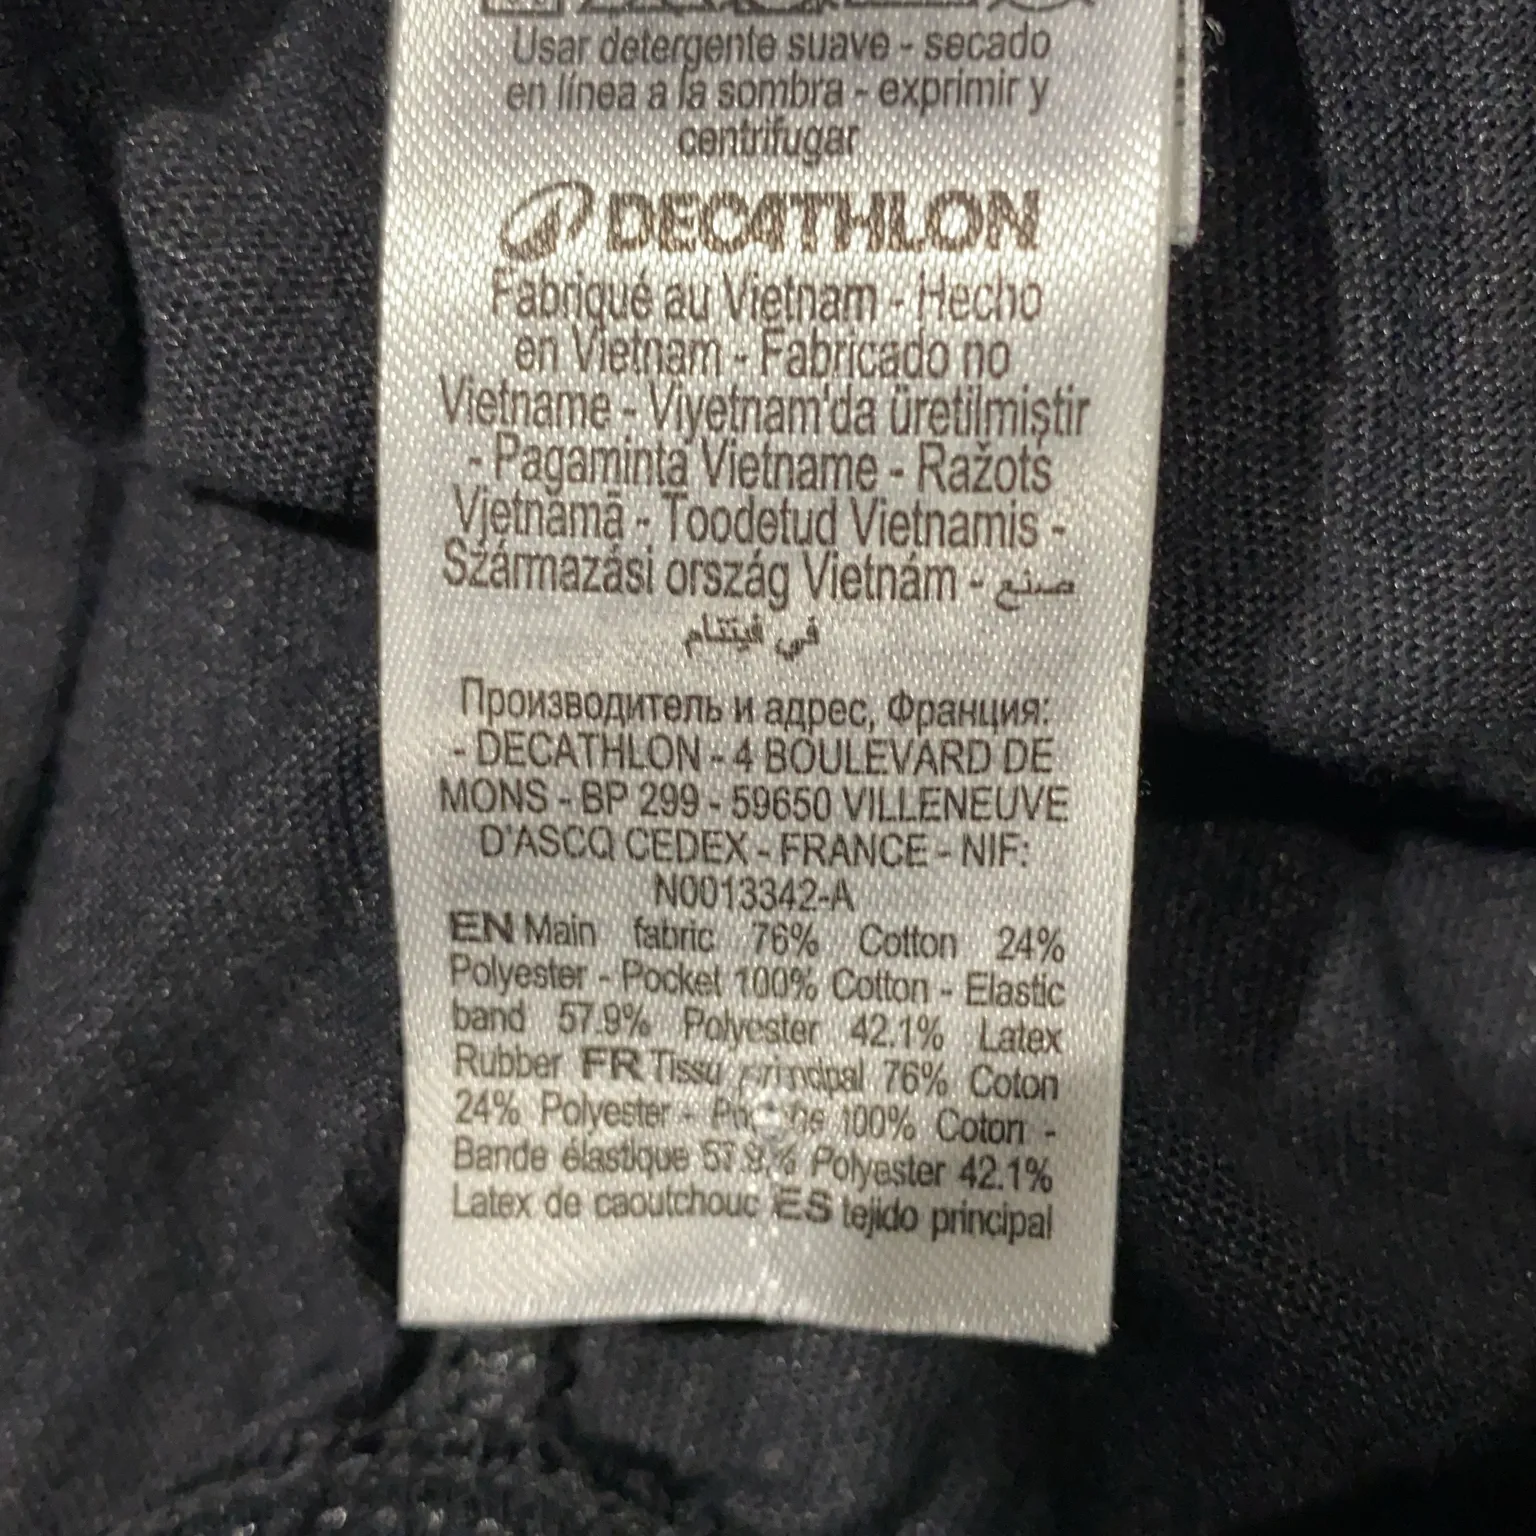 Usar detergente suave - secado
en línea a la sombra - exprimir y
centrifugar
DECATHLON
Fabriqué au Vietnam - Hecho
en Vietnam - Fabricado no
Vietname - Viyetnam'da üretilmiştir
- Pagaminta Vietname - Ražots
Vjetnāmā - Toodetud Vietnamis -
Származási ország Vietnám - صنع
في فيتنام
Производитель и адрес, Франция:
- DECATHLON - 4 BOULEVARD DE
MONS - BP 299 - 59650 VILLENEUVE
D'ASCQ CEDEX - FRANCE - NIF:
N0013342-A
EN Main fabric 76% Cotton 24%
Polyester - Pocket 100% Cotton - Elastic
band 57.9% Polyester 42.1% Latex
Rubber FR Tissu principal 76% Coton
24% Polyester - Poche 100% Coton -
Bande élastique 57.9% Polyester 42.1%
Latex de caoutchouc ES tejido principal